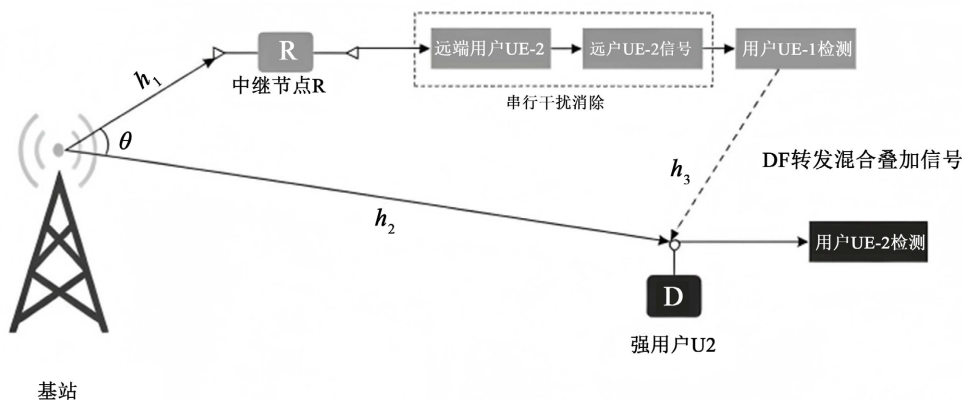 R
远端用户UE-2
远户UE-2信号
用户UE-1检测
中继节点R
串行干扰消除
h₁
θ
DF转发混合叠加信号
h₃
h₂
用户UE-2检测
D
强用户U2
基站